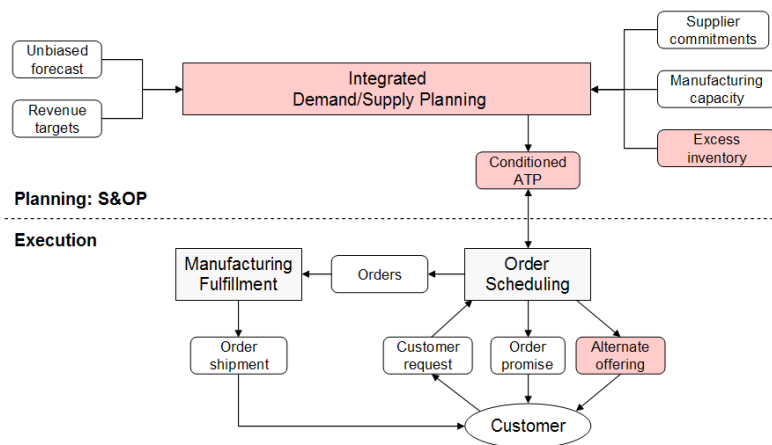 Unbiased
forecast
Revenue
targets
Integrated
Demand/Supply Planning
Supplier
commitments
Manufacturing
capacity
Excess
inventory
Conditioned
ATP
Planning: S&OP
Execution
Manufacturing
Fulfillment
Orders
Order
Scheduling
Order
shipment
Customer
request
Order
promise
Alternate
offering
Customer